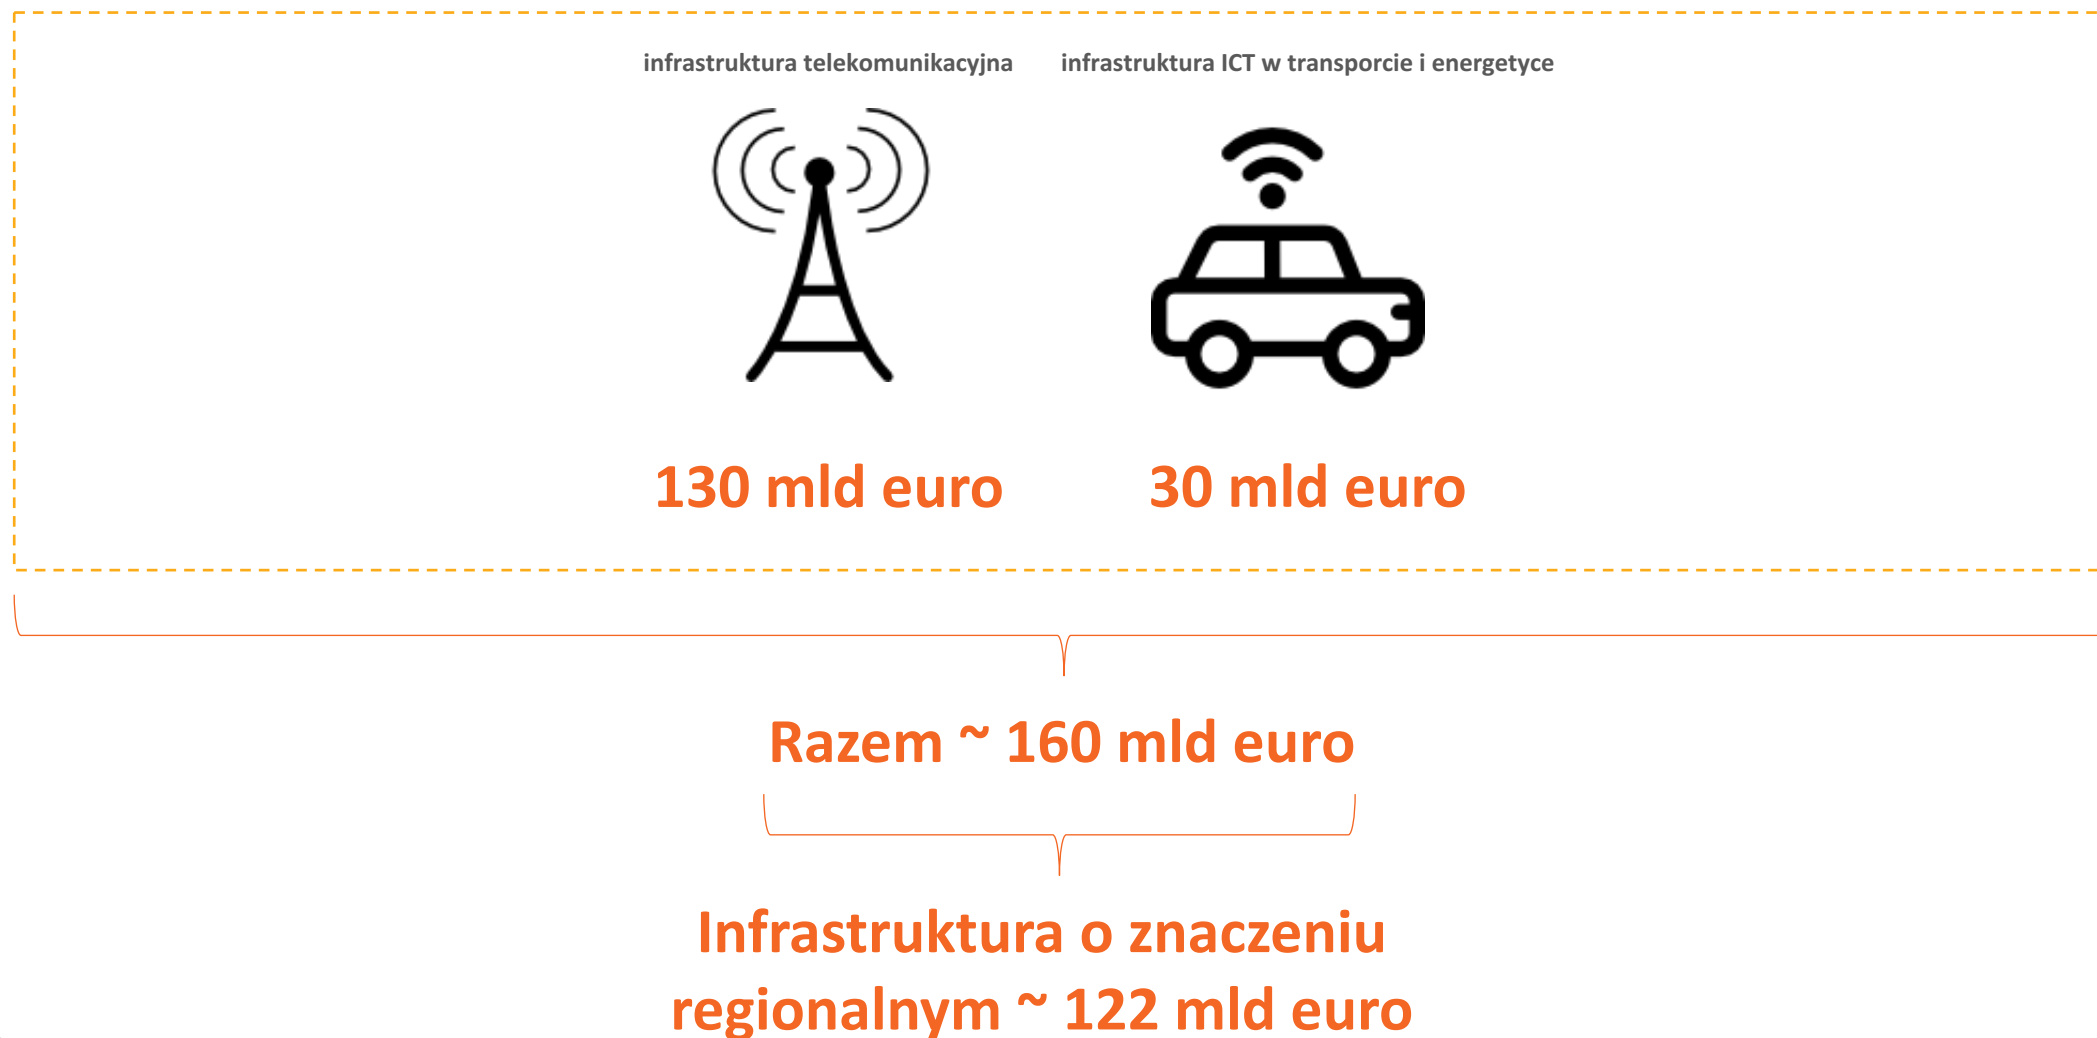 infrastruktura telekomunikacyjna
infrastruktura ICT w transporcie i energetyce
130 mld euro
30 mld euro
Razem ~ 160 mld euro
Infrastruktura o znaczeniu
regionalnym ~ 122 mld euro